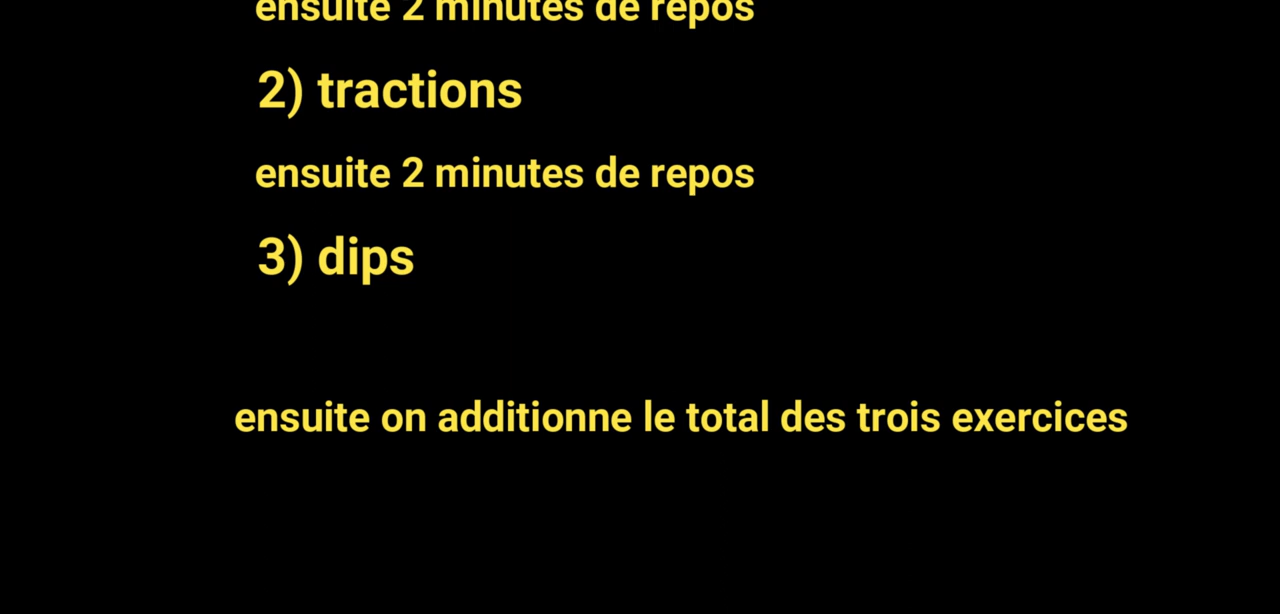 ensuite 2 minutes de repos
2) tractions
ensuite 2 minutes de repos
3) dips
ensuite on additionne le total des trois exercices